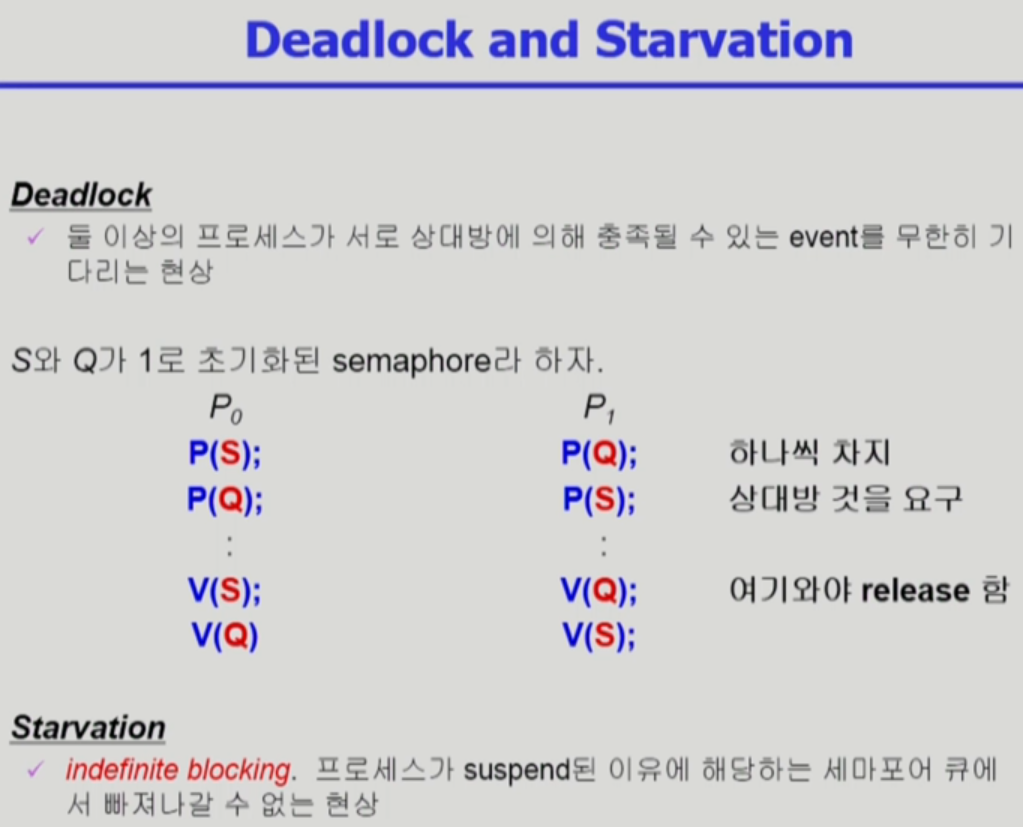 Deadlock and Starvation
Deadlock
✓ 둘 이상의 프로세스가 서로 상대방에 의해 충족될 수 있는 event를 무한히 기
다리는 현상
S와 Q가 1로 초기화된 semaphore라 하자.
P₀ P₁
P(S); P(Q); 하나씩 차지
P(Q); P(S); 상대방 것을 요구
: :
V(S); V(Q); 여기와야 release 함
V(Q) V(S);
Starvation
✓ indefinite blocking. 프로세스가 suspend된 이유에 해당하는 세마포어 큐에
서 빠져나갈 수 없는 현상